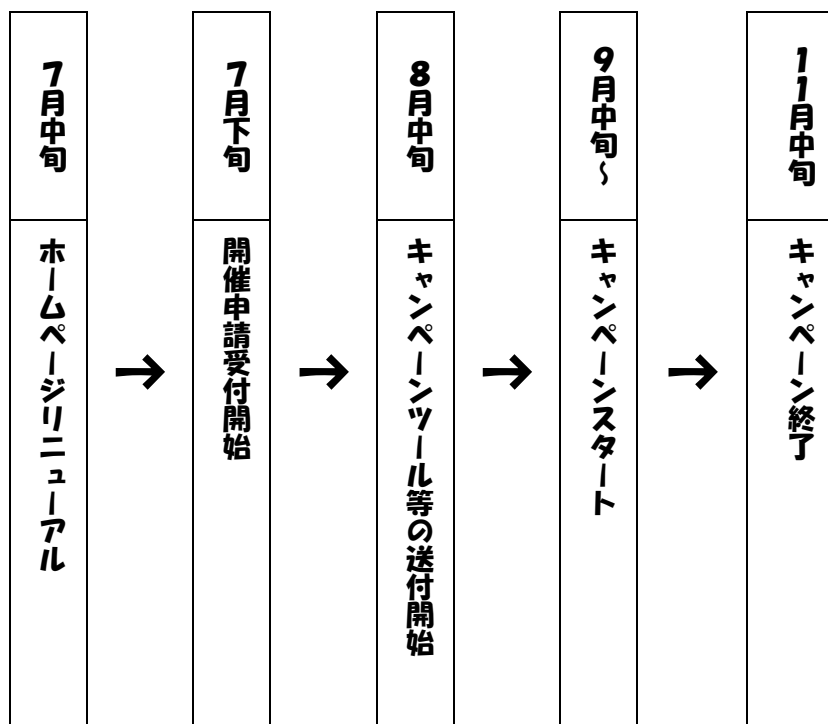 7月中旬
ホームページリニューアル
→
7月下旬
開催申請受付開始
→
8月中旬
キャンペーンツール等の送付開始
→
9月中旬～
キャンペーンスタート
→
11月中旬
キャンペーン終了